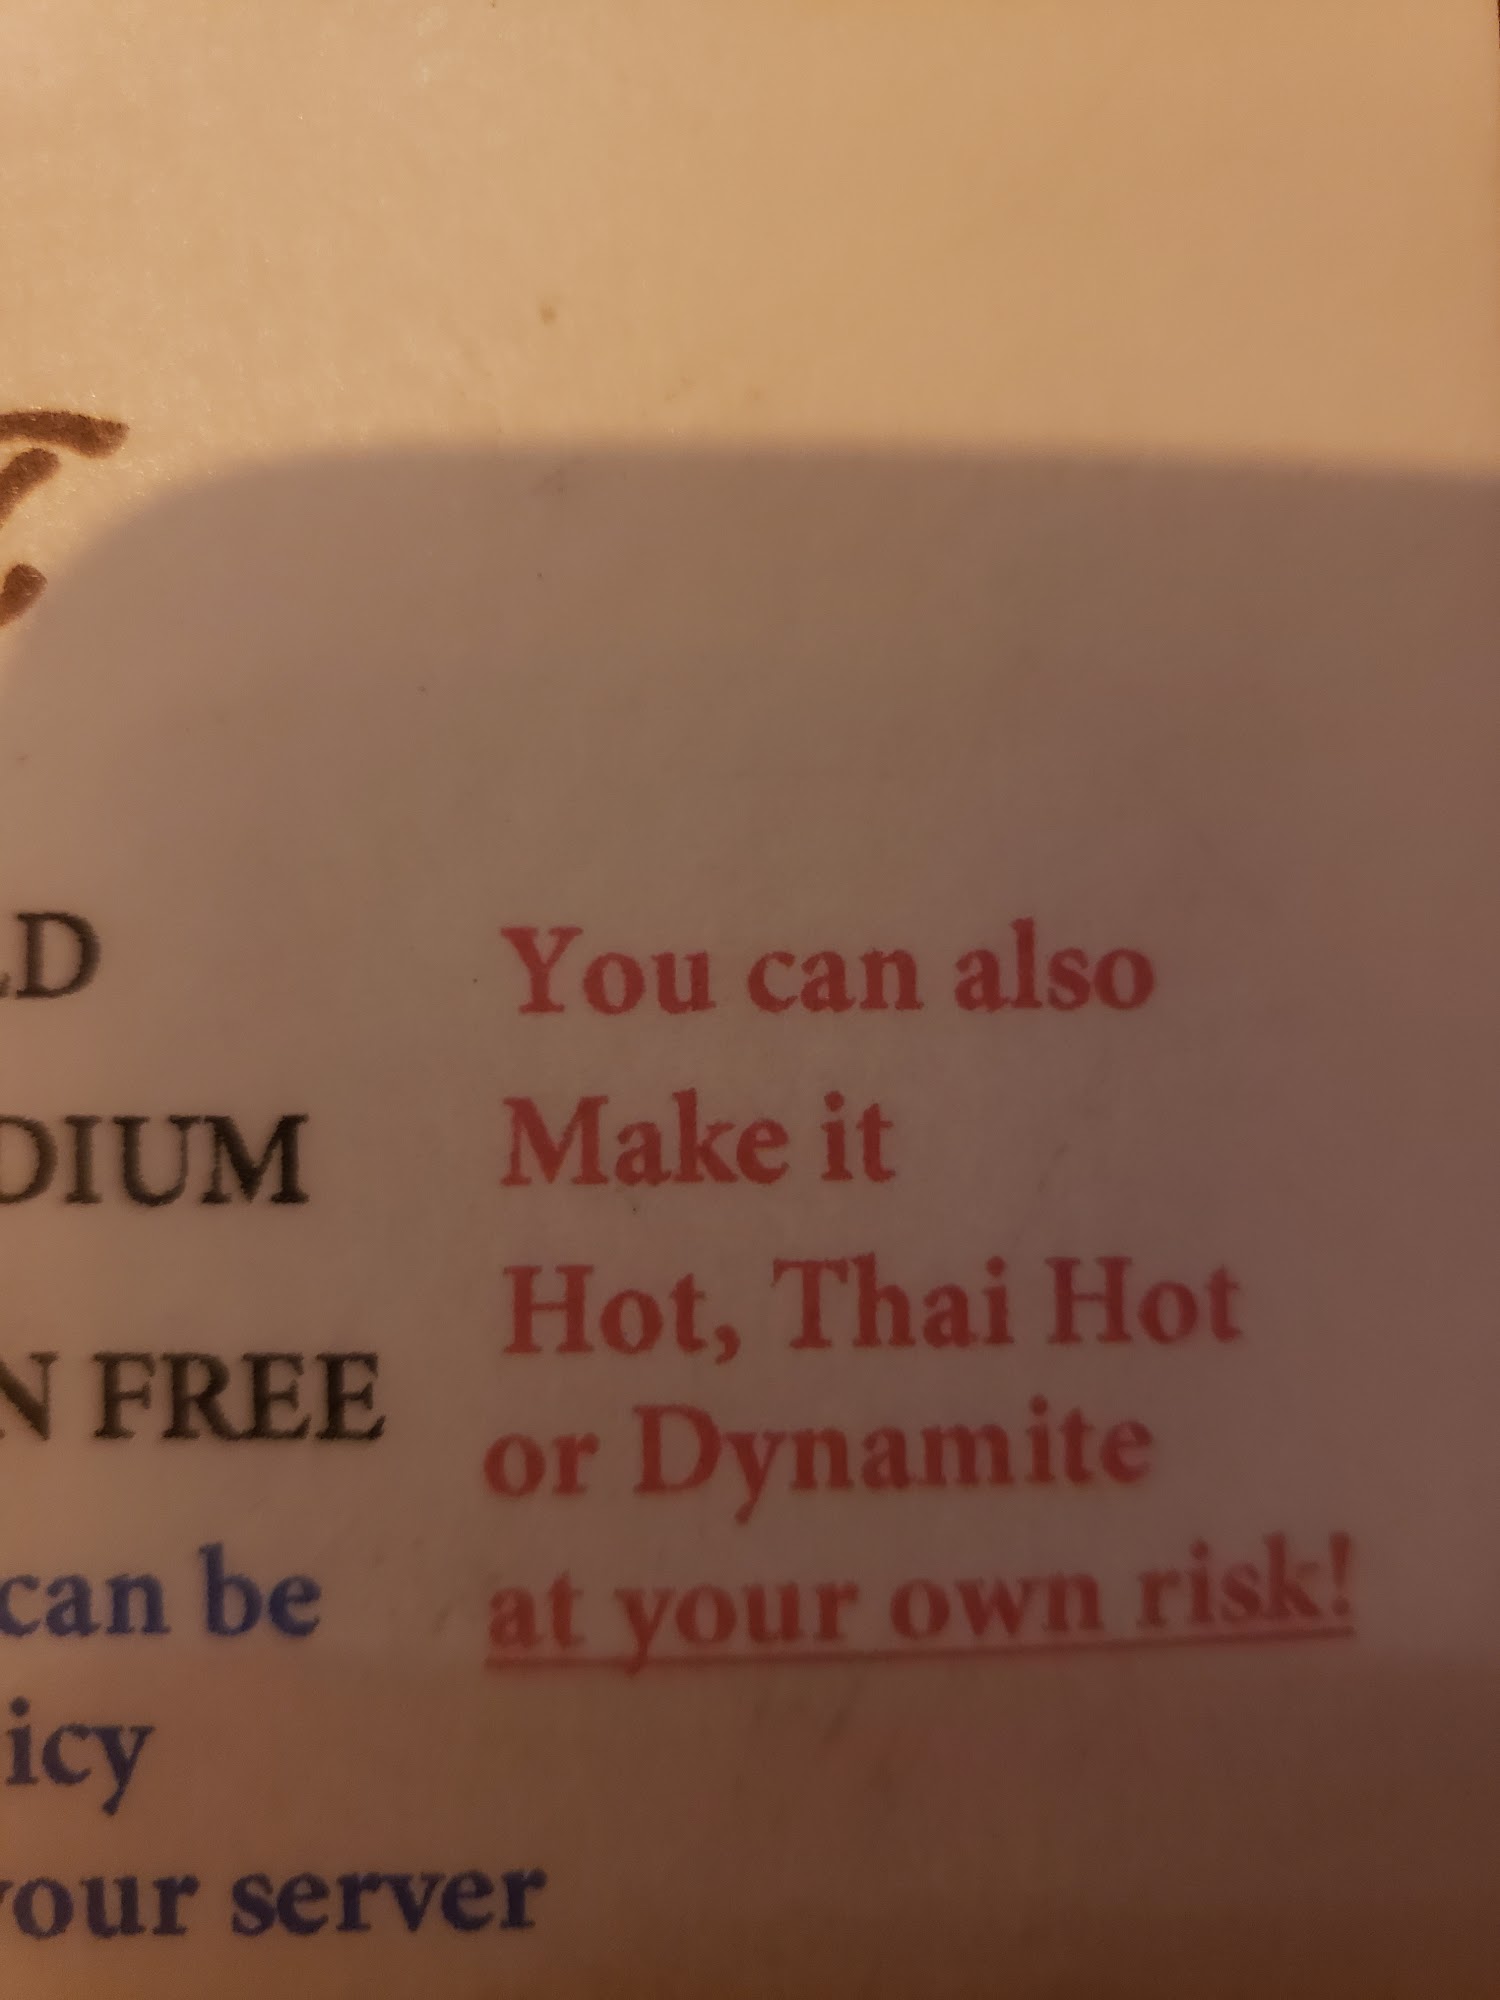 LD
DIUM
N FREE
can be
icy
your server
You can also
Make it
Hot, Thai Hot
or Dynamite
at your own risk!